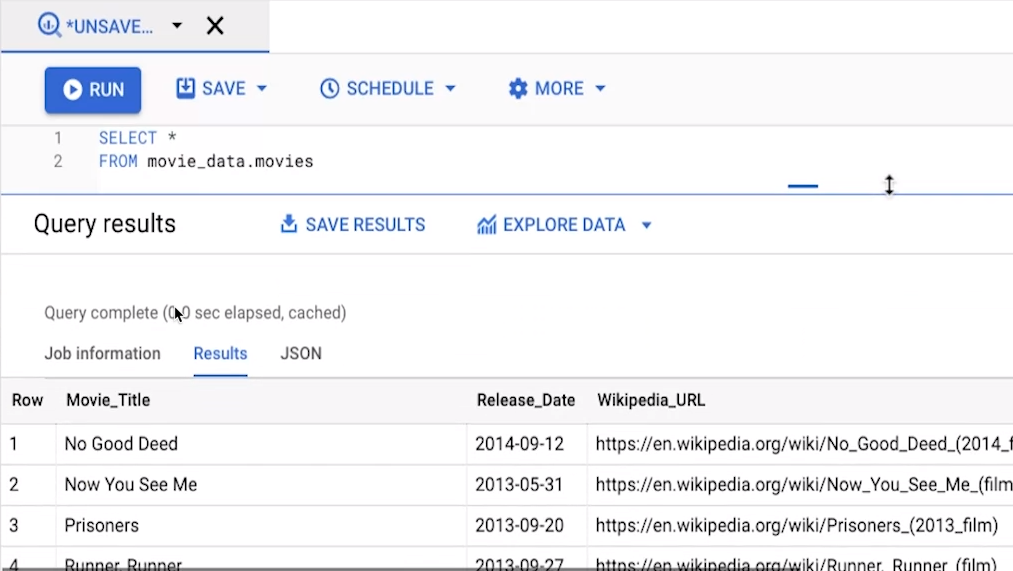 *UNSAVE...
RUN SAVE SCHEDULE MORE
1 SELECT *
2 FROM movie_data.movies
Query results SAVE RESULTS EXPLORE DATA
Query complete (0.0 sec elapsed, cached)
Job information Results JSON
Row Movie_Title Release_Date Wikipedia_URL
1 No Good Deed 2014-09-12 https://en.wikipedia.org/wiki/No_Good_Deed_(2014_f
2 Now You See Me 2013-05-31 https://en.wikipedia.org/wiki/Now_You_See_Me_(film
3 Prisoners 2013-09-20 https://en.wikipedia.org/wiki/Prisoners_(2013_film)
4 Runner, Runner 2013-09-27 https://en.wikipedia.org/wiki/Runner,_Runner_(film)